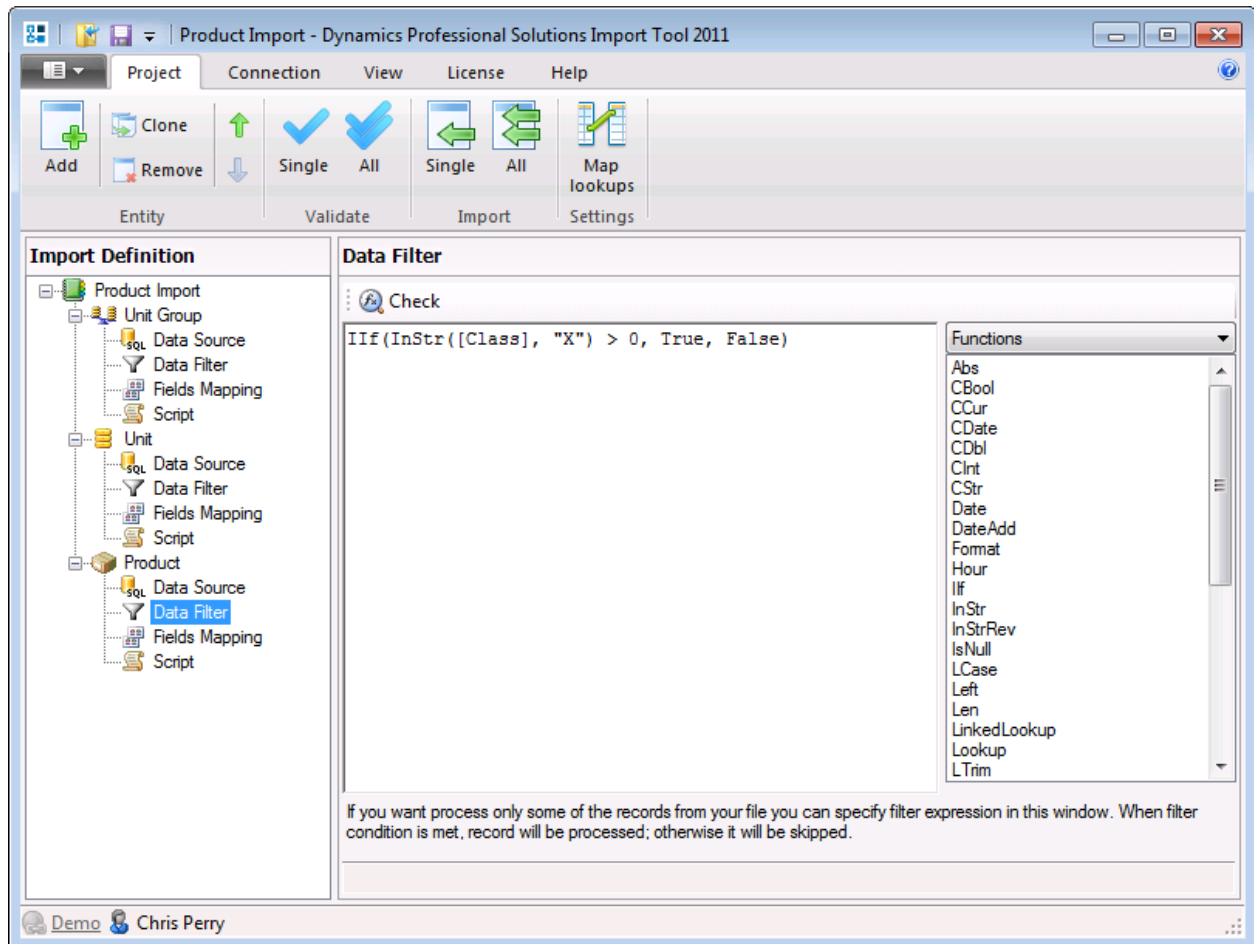 Product Import - Dynamics Professional Solutions Import Tool 2011
Project Connection View License Help
Add
Clone
Remove
Single
All
Single
All
Map
lookups
Entity
Validate
Import
Settings
Import Definition
Product Import
Unit Group
SQL Data Source
Data Filter
Fields Mapping
Script
Unit
SQL Data Source
Data Filter
Fields Mapping
Script
Product
SQL Data Source
Data Filter
Fields Mapping
Script
Data Filter
fx Check
IIf(InStr([Class], "X") > 0, True, False)
Functions
Abs
CBool
CCur
CDate
CDbl
CInt
CStr
Date
DateAdd
Format
Hour
IIf
InStr
InStrRev
IsNull
LCase
Left
Len
LinkedLookup
Lookup
LTrim
If you want process only some of the records from your file you can specify filter expression in this window. When filter
condition is met, record will be processed; otherwise it will be skipped.
Demo Chris Perry